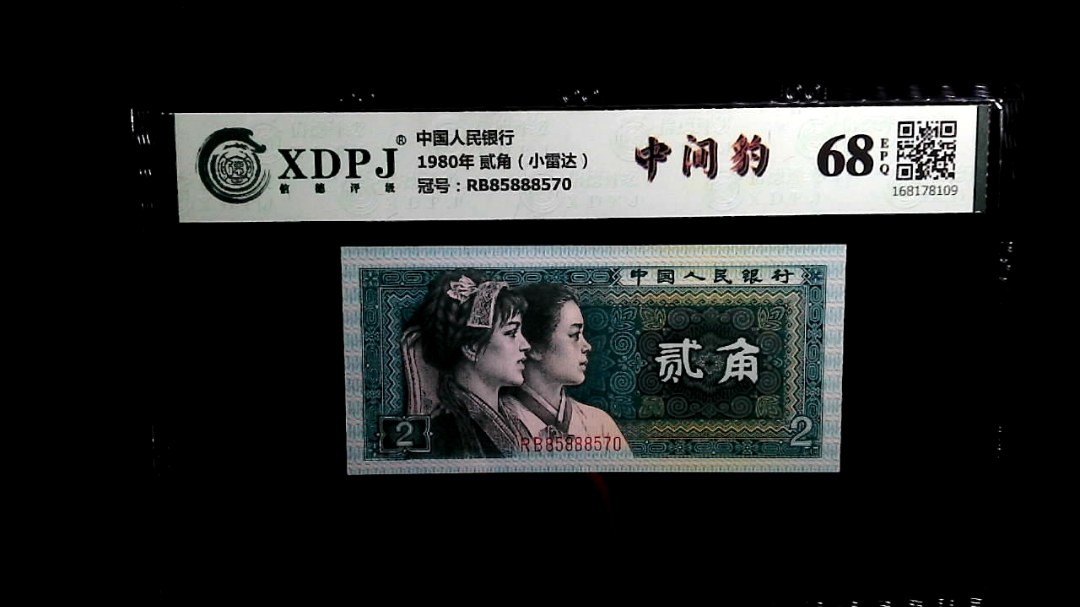 XDPJ®
信德评级
中国人民银行
1980年 贰角（小雷达）
冠号：RB85888570
中间豹
68 EPQ
168178109
中国人民银行
贰角
2
RB85888570
2